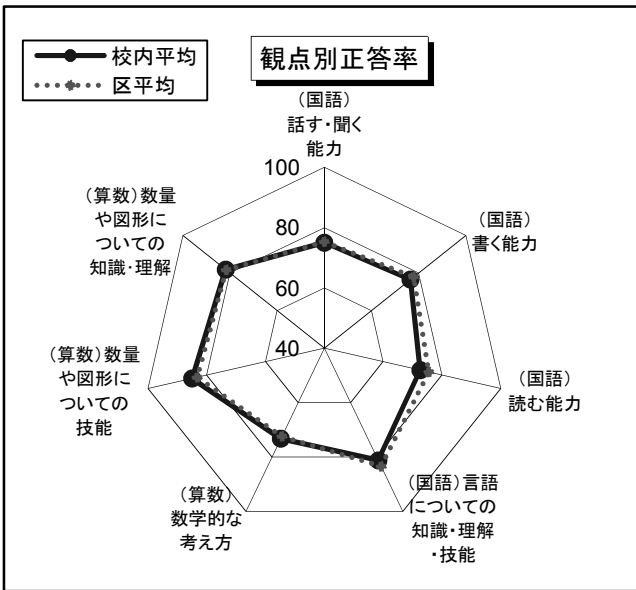 校内平均
区平均
観点別正答率
（国語）
話す・聞く
能力
（国語）
書く能力
（国語）
読む能力
（国語）言語
についての
知識・理解
・技能
（算数）
数学的な
考え方
（算数）数量
や図形に
ついての
技能
（算数）数量
や図形に
ついての
知識・理解
100
80
60
40